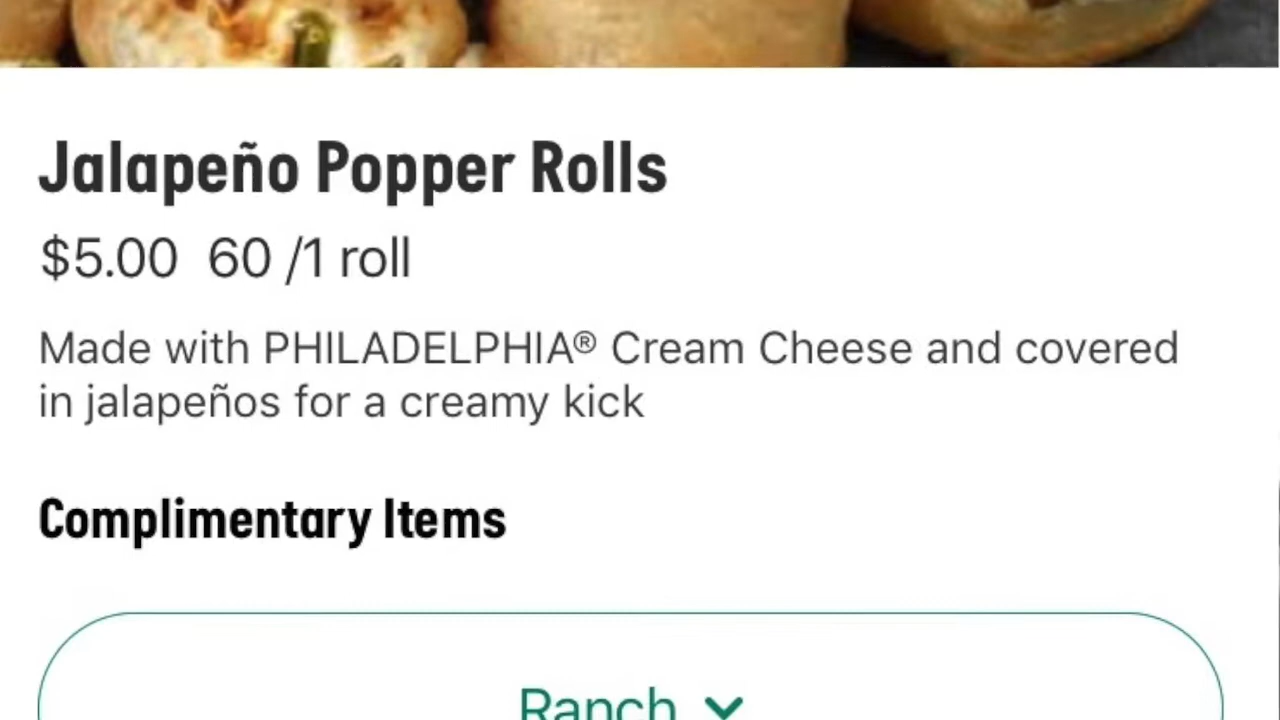 Jalapeño Popper Rolls
$5.00 60 /1 roll
Made with PHILADELPHIA® Cream Cheese and covered
in jalapeños for a creamy kick
Complimentary Items
Ranch